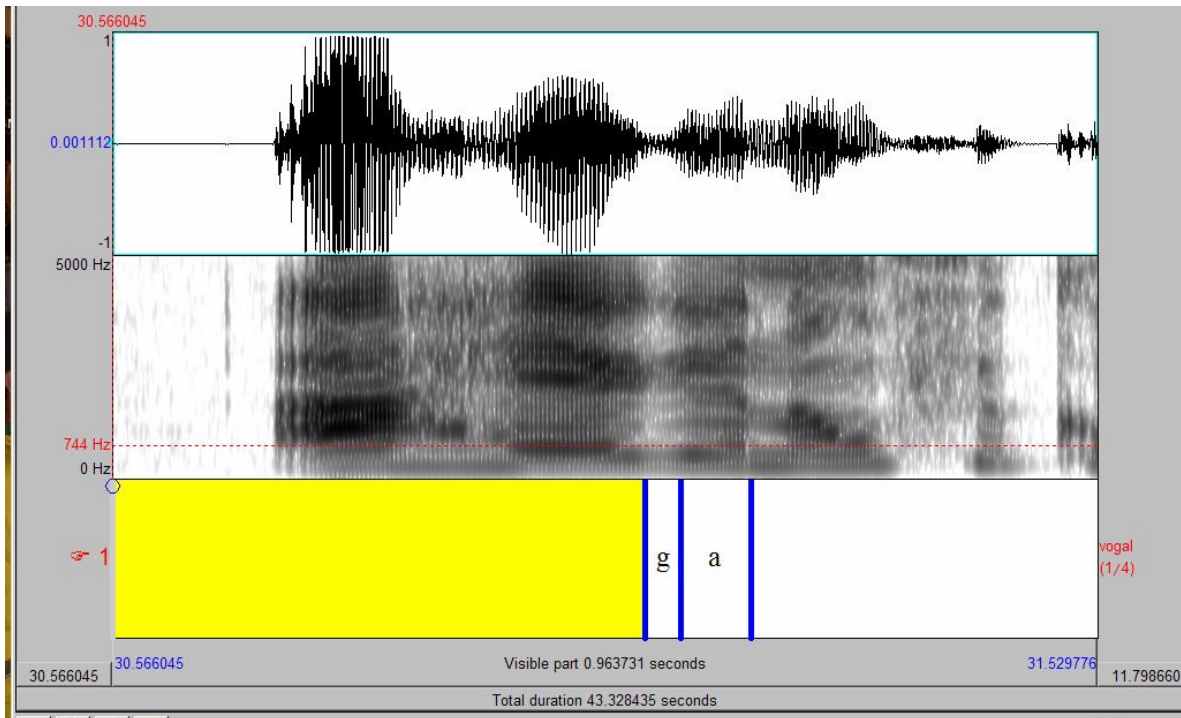 30.566045
1
0.001112
-1
5000 Hz
744 Hz
0 Hz
☞ 1
g a
vogal
(1/4)
30.566045 30.566045 Visible part 0.963731 seconds 31.529776 11.798660
Total duration 43.328435 seconds